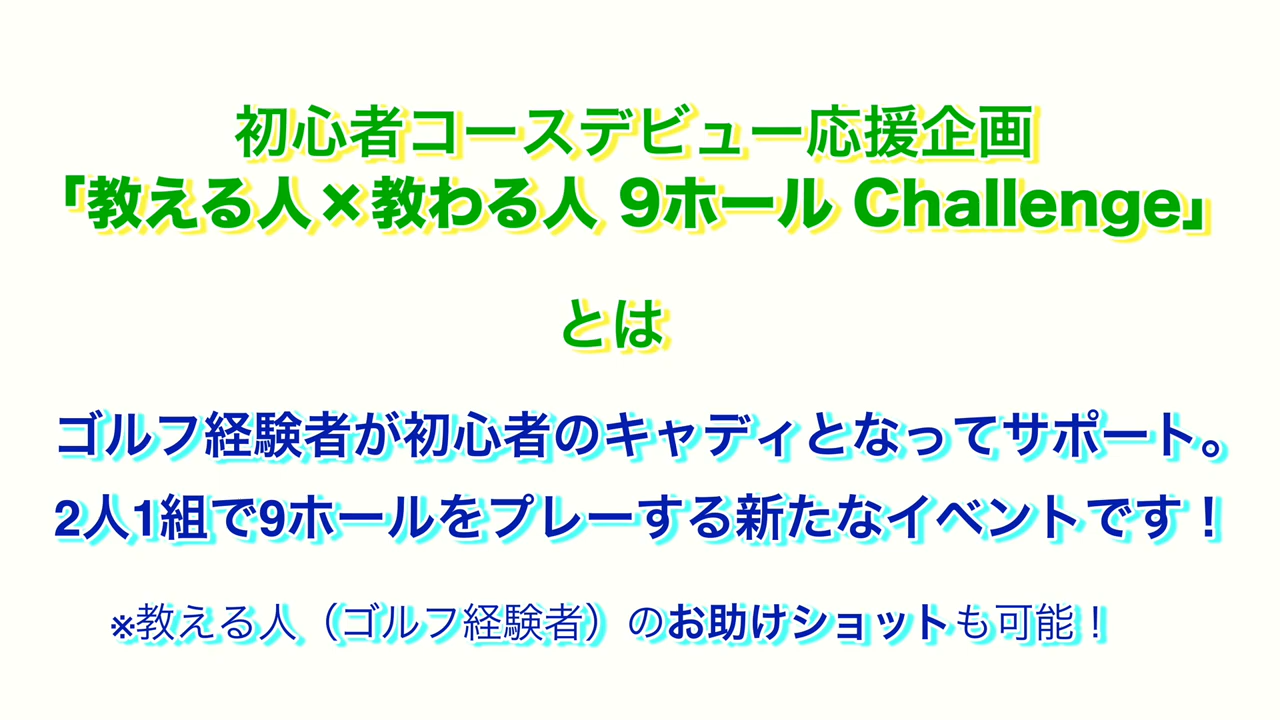 初心者コースデビュー応援企画
「教える人×教わる人 9ホール Challenge」
とは
ゴルフ経験者が初心者のキャディとなってサポート。
2人1組で9ホールをプレーする新たなイベントです！
※教える人（ゴルフ経験者）のお助けショットも可能！